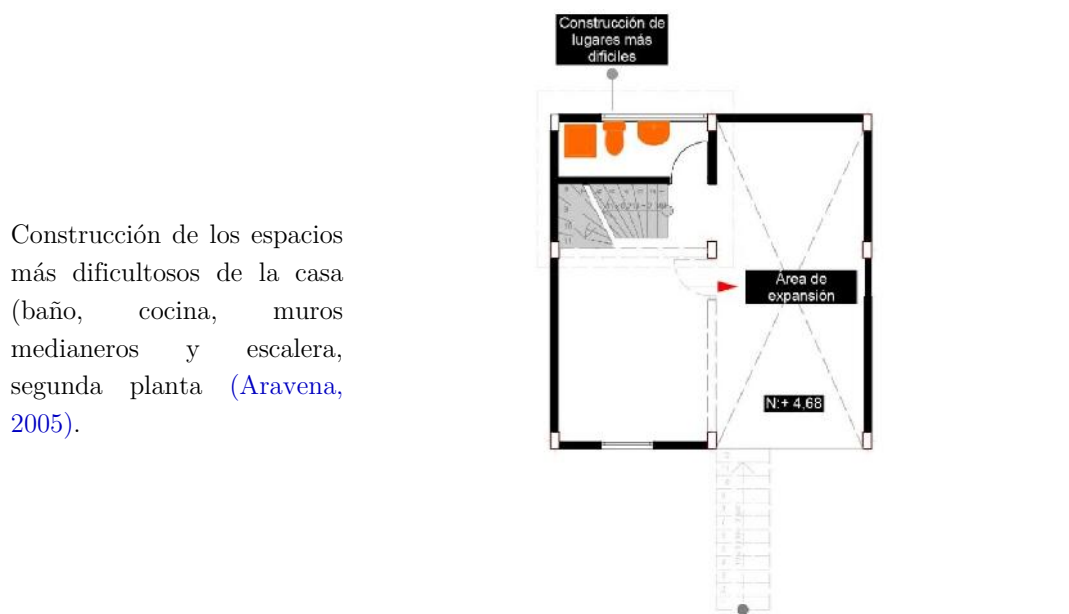 Construcción de
lugares más
dificiles
Construcción de los espacios
más dificultosos de la casa
(baño, cocina, muros
medianeros y escalera,
segunda planta (Aravena,
2005).
Área de
expansión
N:+ 4,68